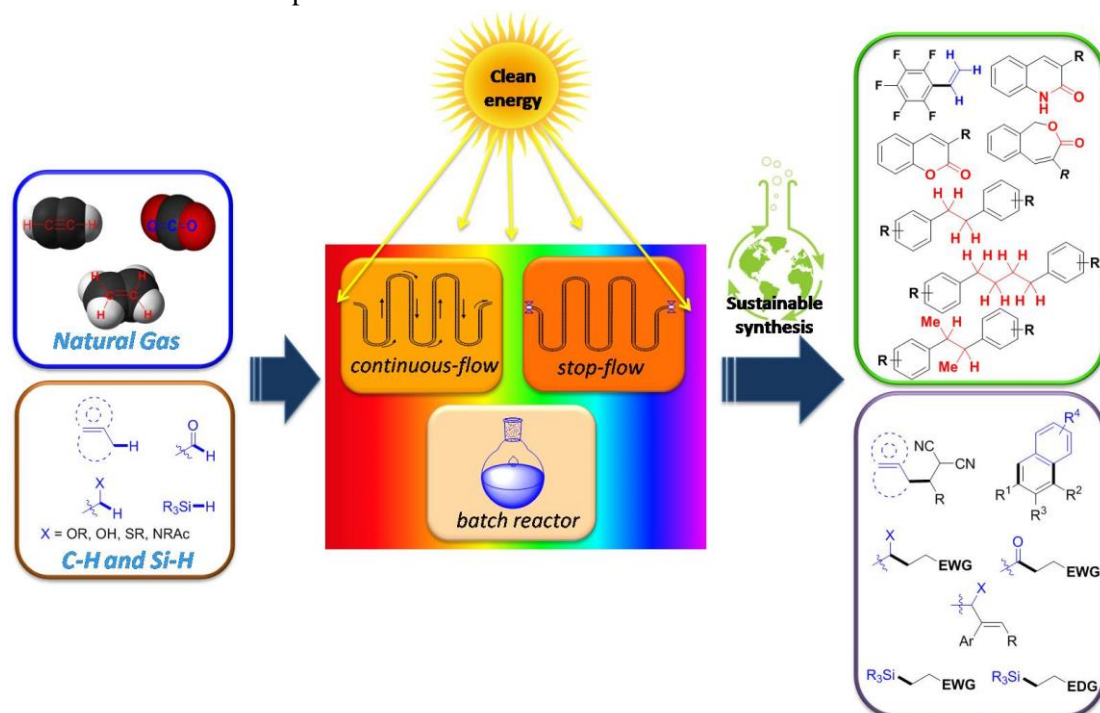 Clean
energy
H-C≡C-H
O-C-O
H H
C=C
H H
Natural Gas
H
O
H
X
H
R₃Si-H
X = OR, OH, SR, NRAc
C-H and Si-H
continuous-flow
stop-flow
batch reactor
Sustainable
synthesis
F H
F F H
F F H
R
N O
H
R
O O
O
O
R
H H
R
R
H H
H H H H
R
R
H H H H
Me H
R
R
Me H
NC
CN
R
R⁴
R¹ R²
R³
X
EWG
O
EWG
X
Ar R
R₃Si EWG
R₃Si EDG